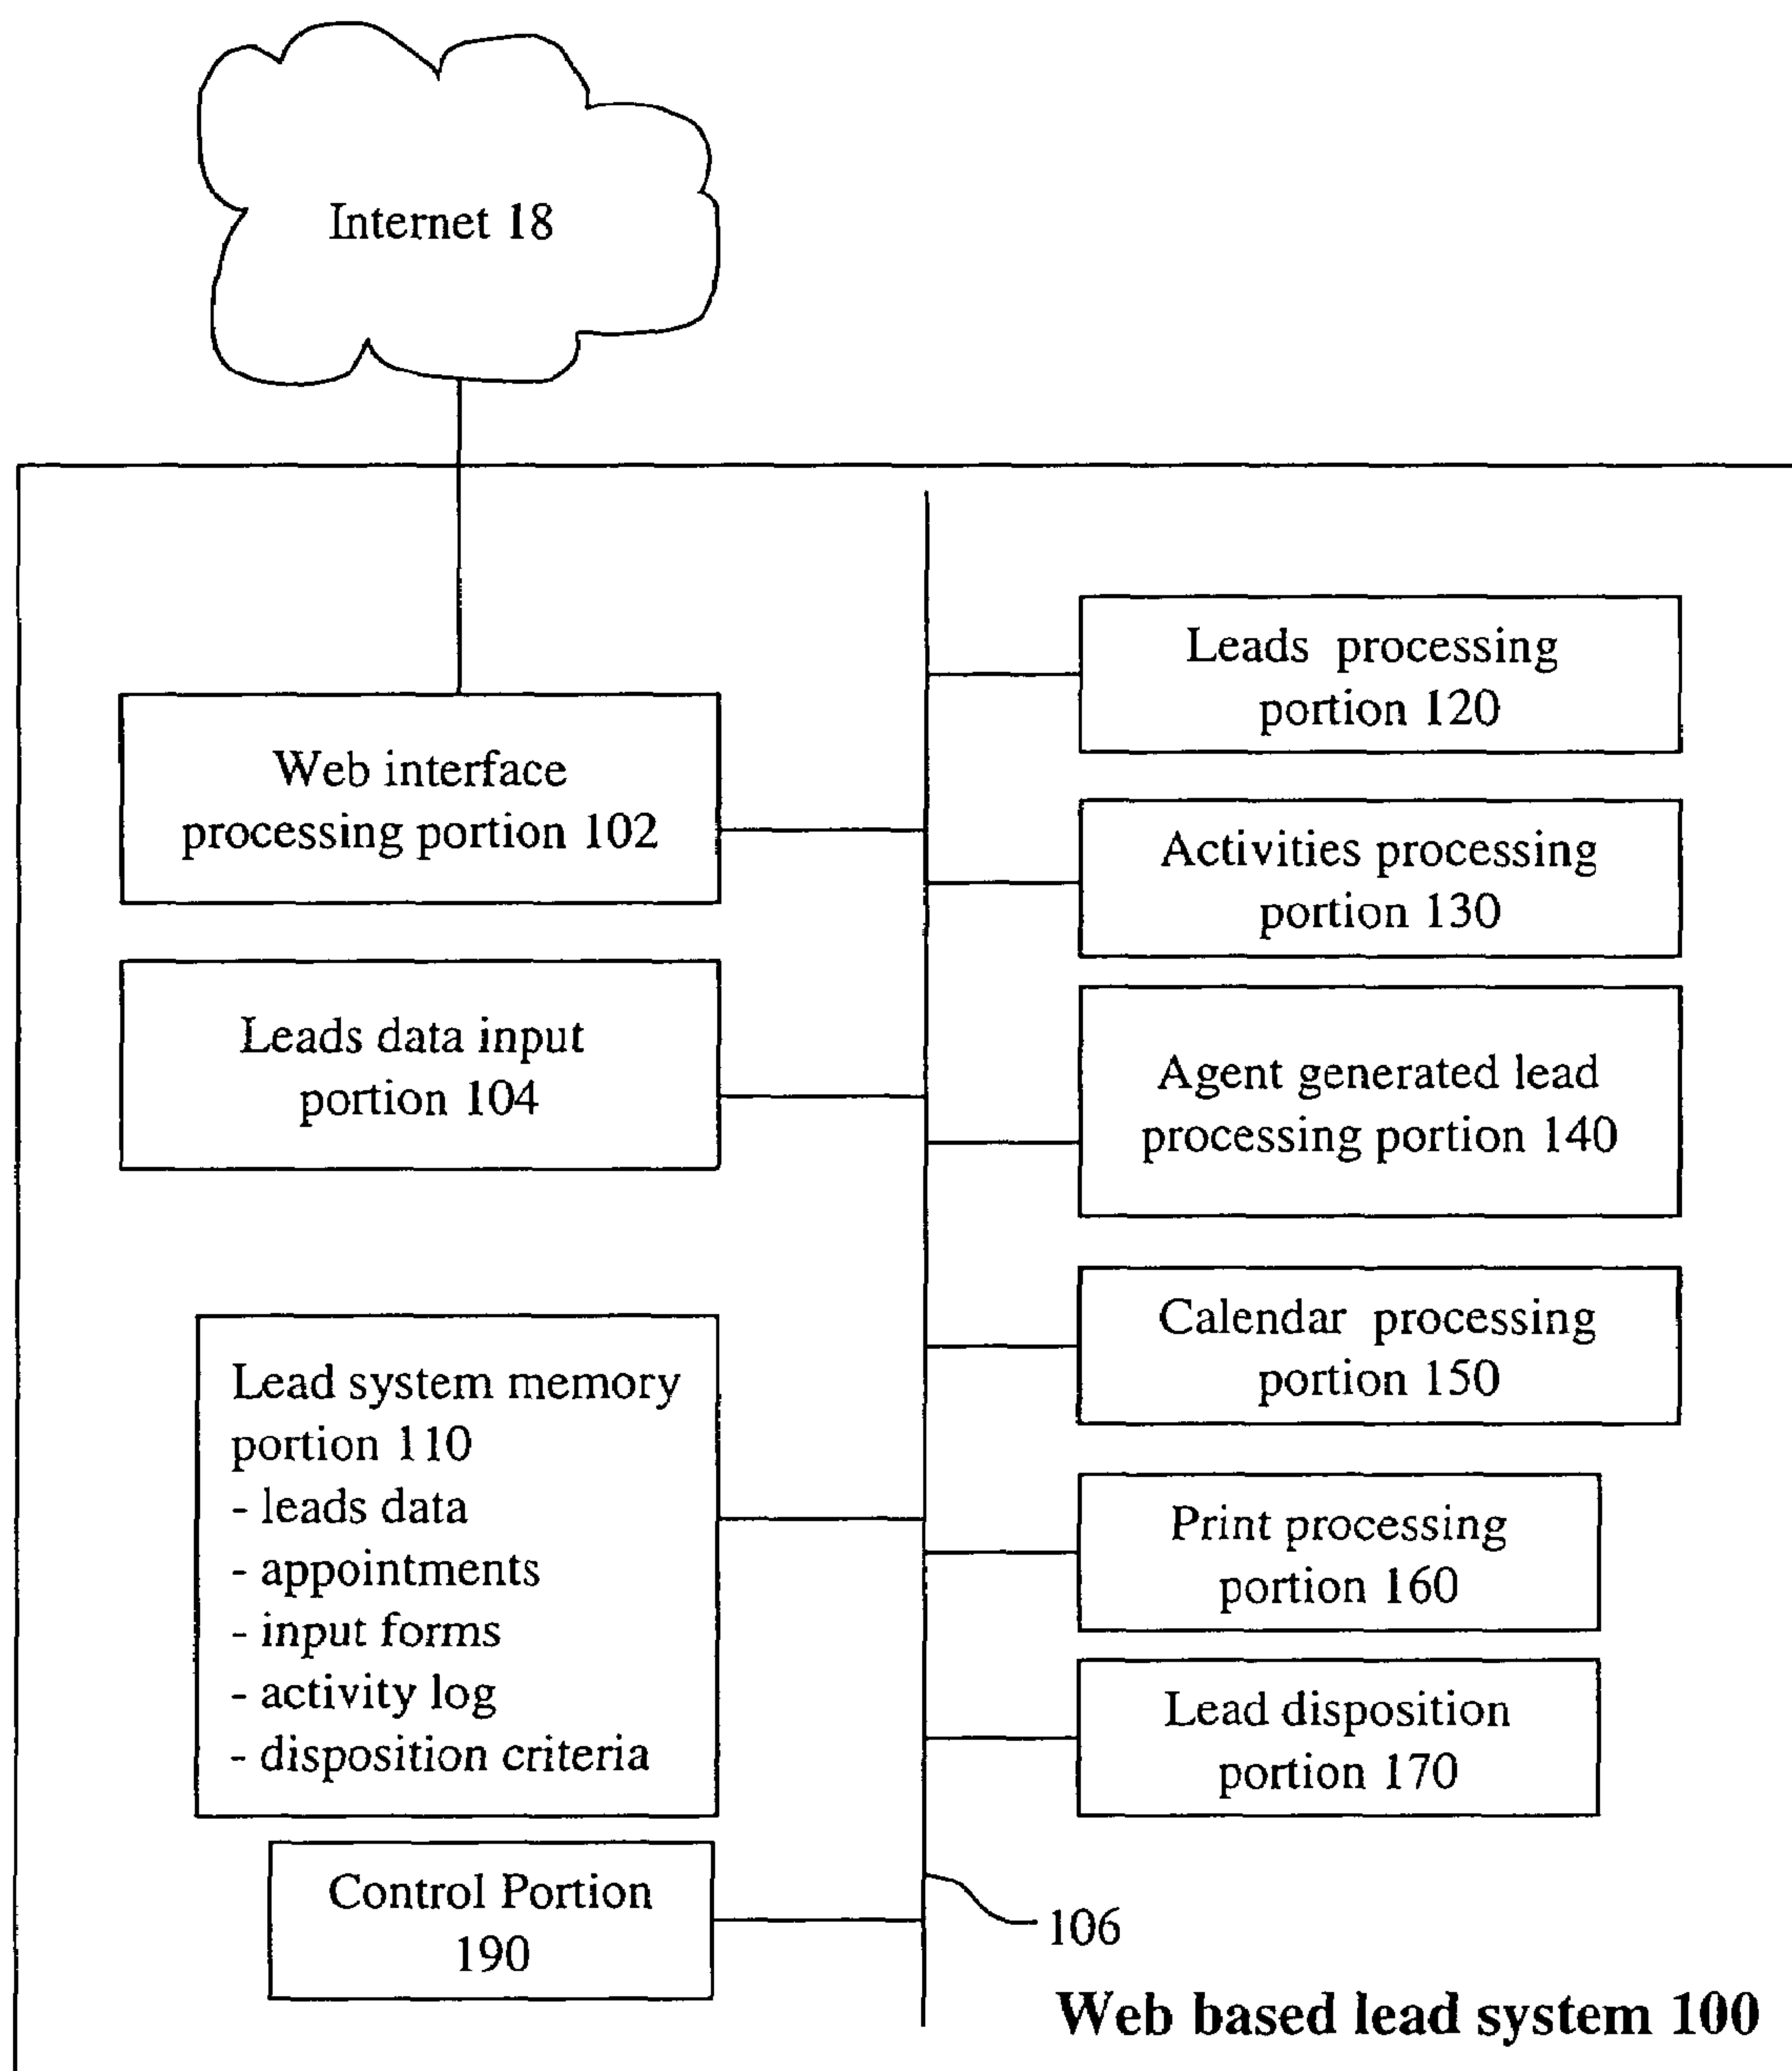 Internet 18
Web interface
processing portion 102
Leads data input
portion 104
Lead system memory
portion 110
- leads data
- appointments
- input forms
- activity log
- disposition criteria
Control Portion
190
Leads processing
portion 120
Activities processing
portion 130
Agent generated lead
processing portion 140
Calendar processing
portion 150
Print processing
portion 160
Lead disposition
portion 170
106
Web based lead system 100